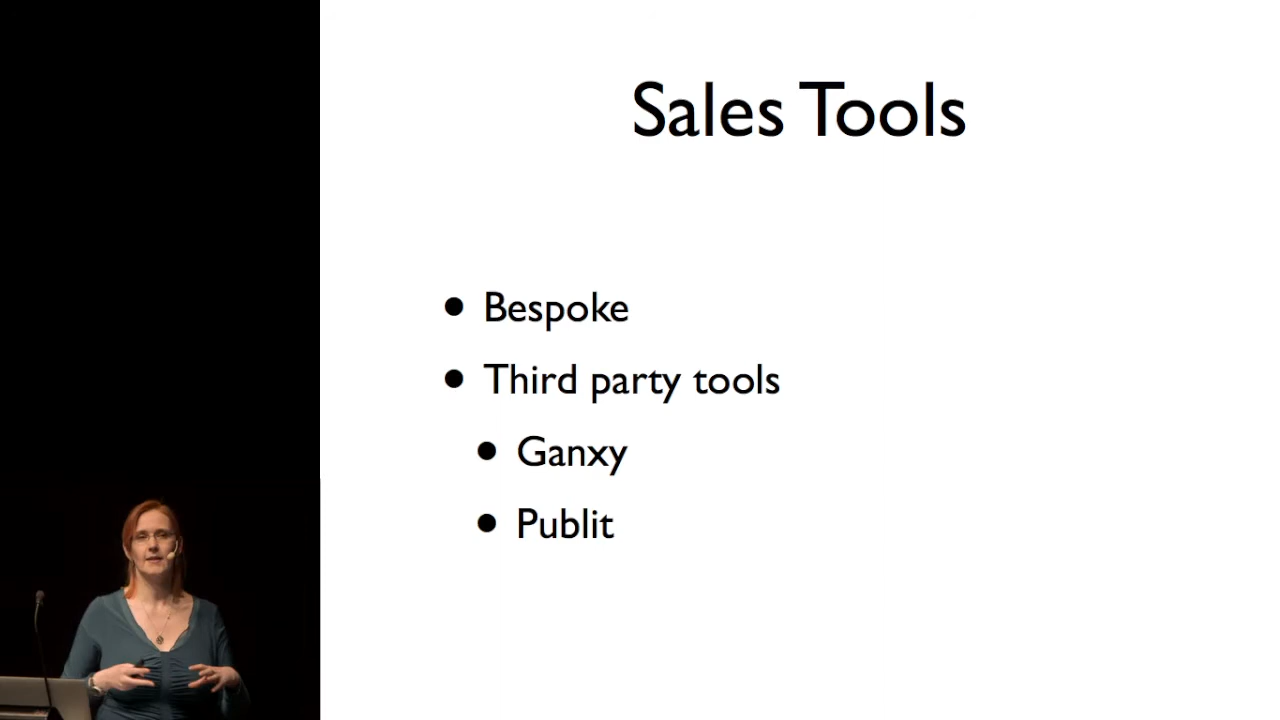 Sales Tools
• Bespoke
• Third party tools
• Ganxy
• Publit